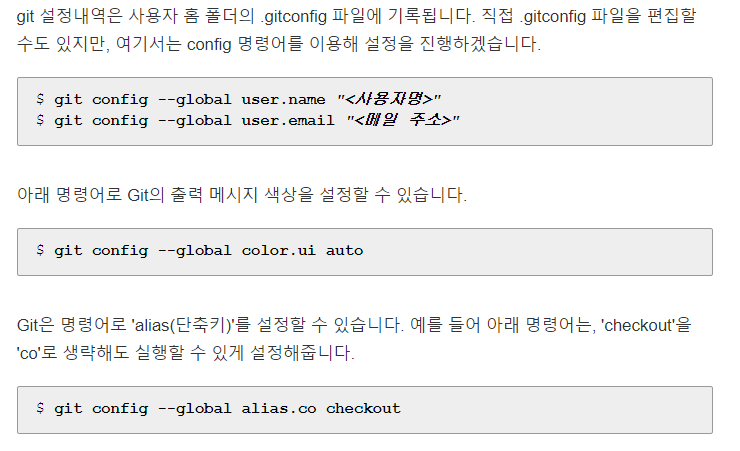 git 설정내역은 사용자 홈 폴더의 .gitconfig 파일에 기록됩니다. 직접 .gitconfig 파일을 편집할
수도 있지만, 여기서는 config 명령어를 이용해 설정을 진행하겠습니다.
$ git config --global user.name "<사용자명>"
$ git config --global user.email "<메일 주소>"
아래 명령어로 Git의 출력 메시지 색상을 설정할 수 있습니다.
$ git config --global color.ui auto
Git은 명령어로 'alias(단축키)'를 설정할 수 있습니다. 예를 들어 아래 명령어는, 'checkout'을
'co'로 생략해도 실행할 수 있게 설정해줍니다.
$ git config --global alias.co checkout